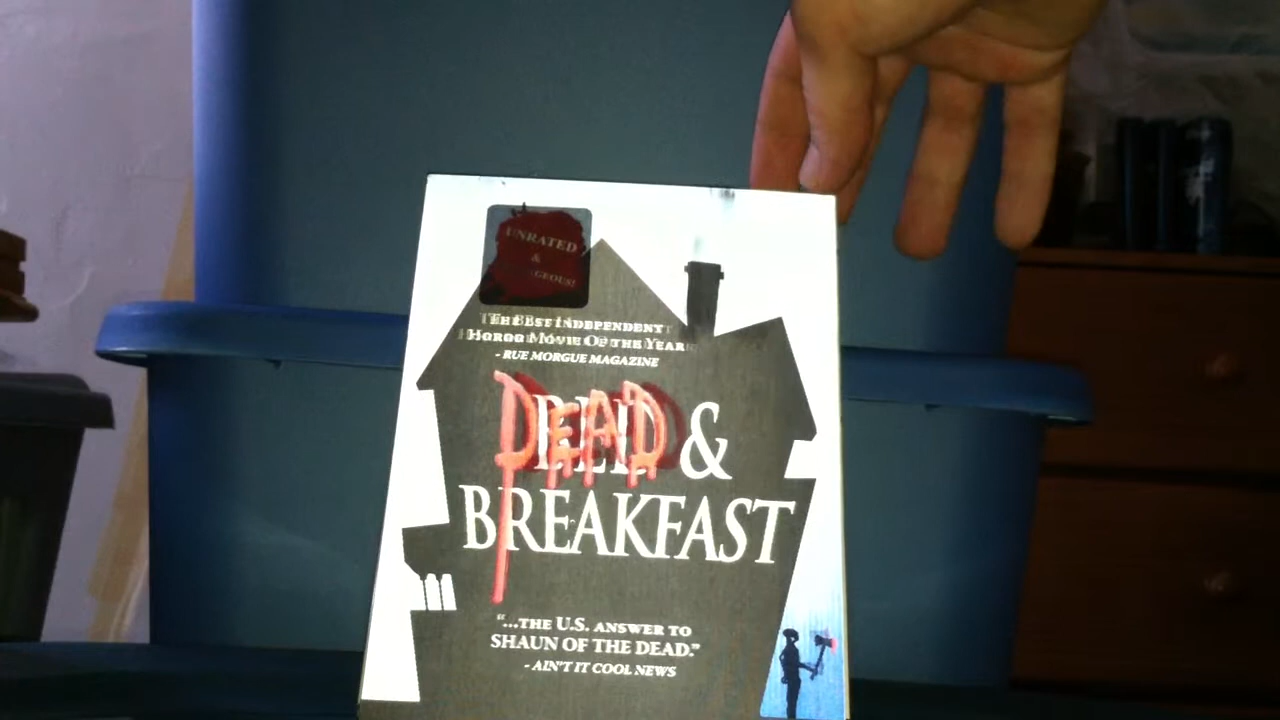 UNRATED
&
THE BEST INDEPENDENT
HORROR MOVIE OF THE YEAR
- RUE MORGUE MAGAZINE
DEAD &
BREAKFAST
"...THE U.S. ANSWER TO
SHAUN OF THE DEAD."
- AIN'T IT COOL NEWS